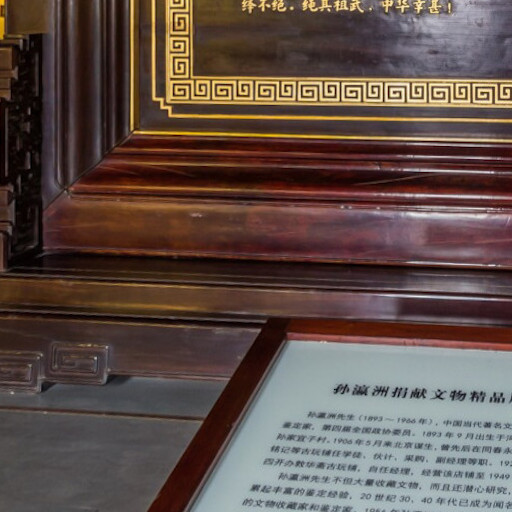 绎不绝。绳其祖武，中华幸甚！
孙瀛洲捐献文物精品
孙瀛洲先生（1893～1966年），中国当代著名文
鉴定家，第四届全国政协委员。1893年9月出生于河
孙家宜子村，1906年5月来北京谋生，曾先后在同春永
铭记等古玩铺任学徒、伙计、采购、副经理等职。192
四开办敦华斋古玩铺，自任经理，经营该店铺至1949
孙瀛洲先生不但大量收藏文物，而且还潜心研究，
累起丰富的鉴定经验，20世纪30、40年代已成为闻名
的文物收藏家和鉴定家。1956年